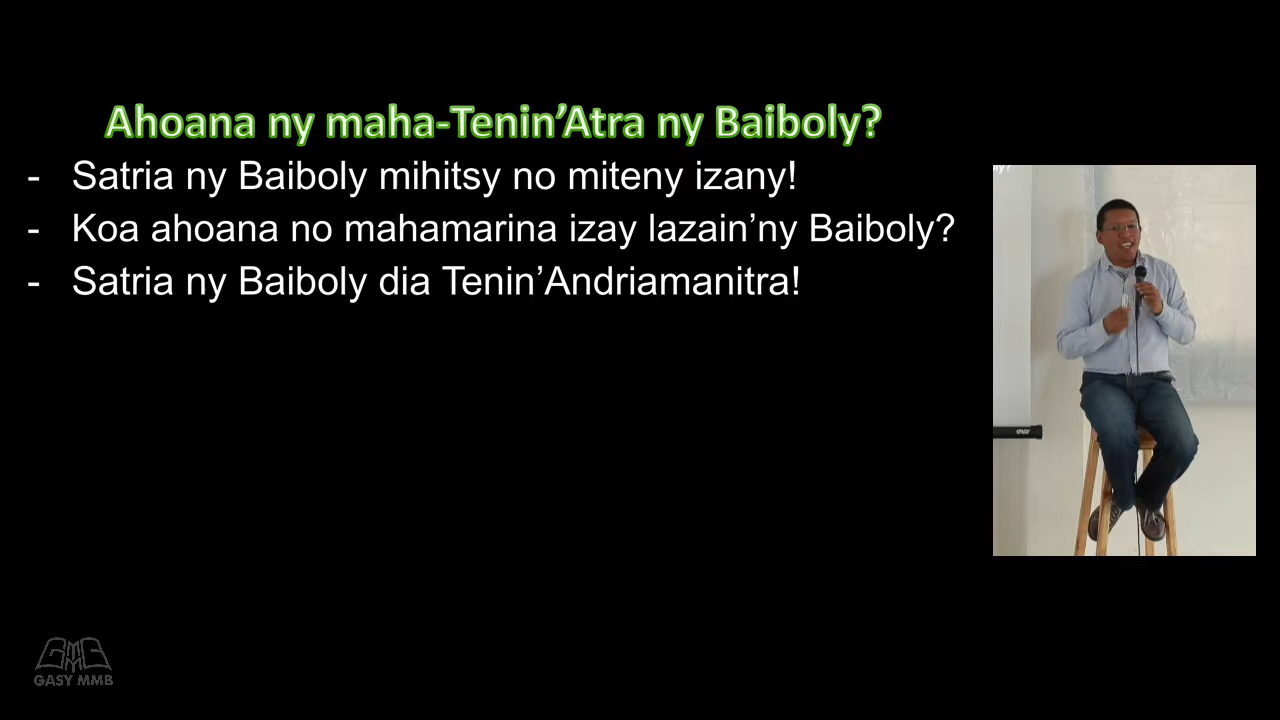 Ahoana ny maha-Tenin’Atra ny Baiboly?
- Satria ny Baiboly mihitsy no miteny izany!
- Koa ahoana no mahamarina izay lazain’ny Baiboly?
- Satria ny Baiboly dia Tenin’Andriamanitra!
GASY MMB